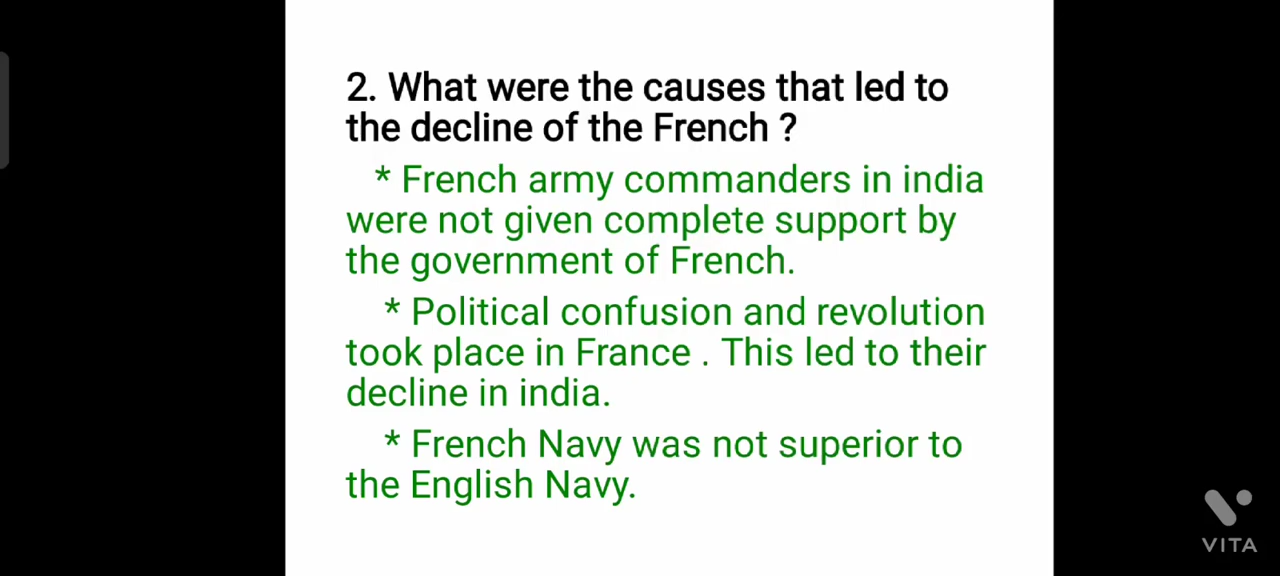 2. What were the causes that led to
the decline of the French ?
* French army commanders in india
were not given complete support by
the government of French.
* Political confusion and revolution
took place in France . This led to their
decline in india.
* French Navy was not superior to
the English Navy.
VITA